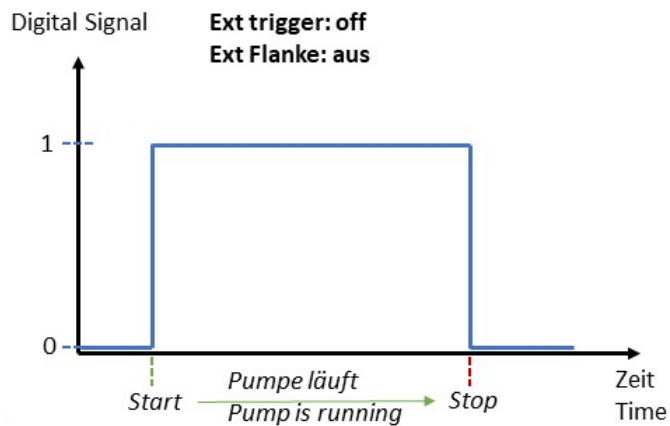 Digital Signal
Ext trigger: off
Ext Flanke: aus
1
0
Start
Pumpe läuft
Pump is running
Stop
Zeit
Time